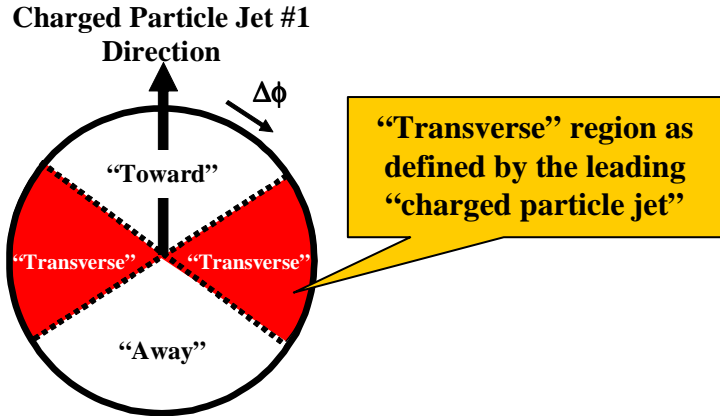 Charged Particle Jet #1
Direction
Δϕ
“Toward”
“Transverse”
“Transverse”
“Away”
“Transverse” region as
defined by the leading
“charged particle jet”